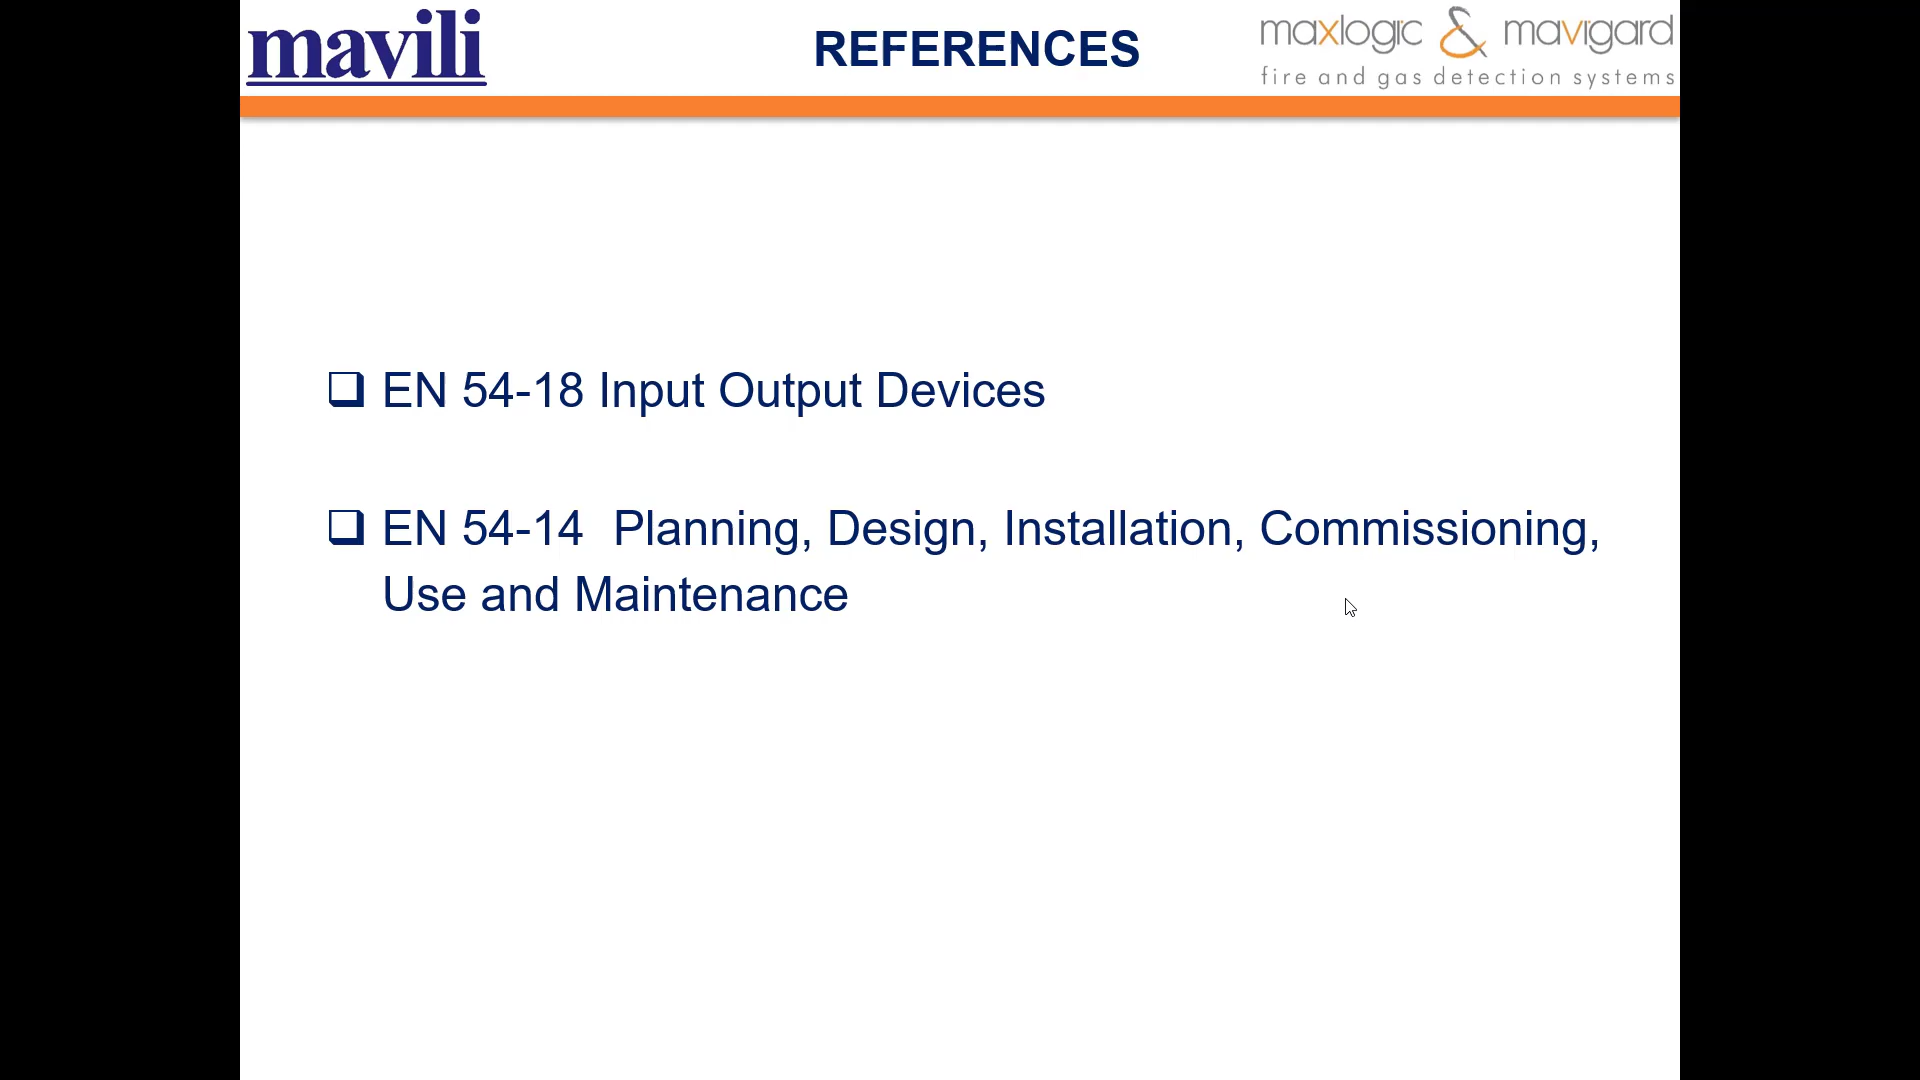 mavili
REFERENCES
maxlogic & mavigard
fire and gas detection systems
EN 54-18 Input Output Devices
EN 54-14 Planning, Design, Installation, Commissioning,
Use and Maintenance